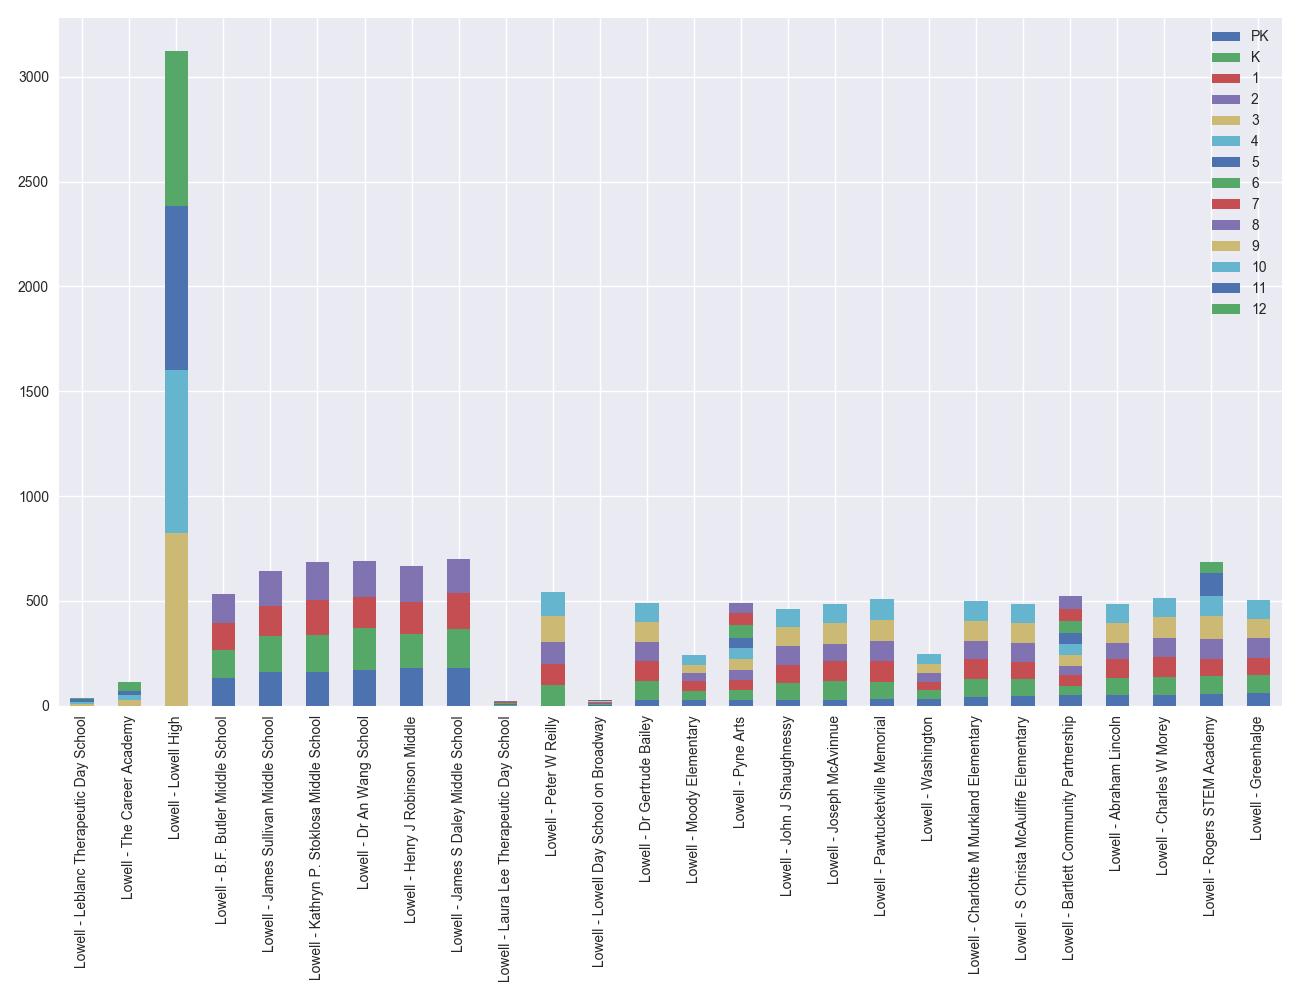 3000
2500
2000
1500
1000
500
0
PK
K
1
2
3
4
5
6
7
8
9
10
11
12
Lowell - Leblanc Therapeutic Day School
Lowell - The Career Academy
Lowell - Lowell High
Lowell - B.F. Butler Middle School
Lowell - James Sullivan Middle School
Lowell - Kathryn P. Stoklosa Middle School
Lowell - Dr An Wang School
Lowell - Henry J Robinson Middle
Lowell - James S Daley Middle School
Lowell - Laura Lee Therapeutic Day School
Lowell - Peter W Reilly
Lowell - Lowell Day School on Broadway
Lowell - Dr Gertrude Bailey
Lowell - Moody Elementary
Lowell - Pyne Arts
Lowell - John J Shaughnessy
Lowell - Joseph McAvinnue
Lowell - Pawtucketville Memorial
Lowell - Washington
Lowell - Charlotte M Murkland Elementary
Lowell - S Christa McAuliffe Elementary
Lowell - Bartlett Community Partnership
Lowell - Abraham Lincoln
Lowell - Charles W Morey
Lowell - Rogers STEM Academy
Lowell - Greenhalge